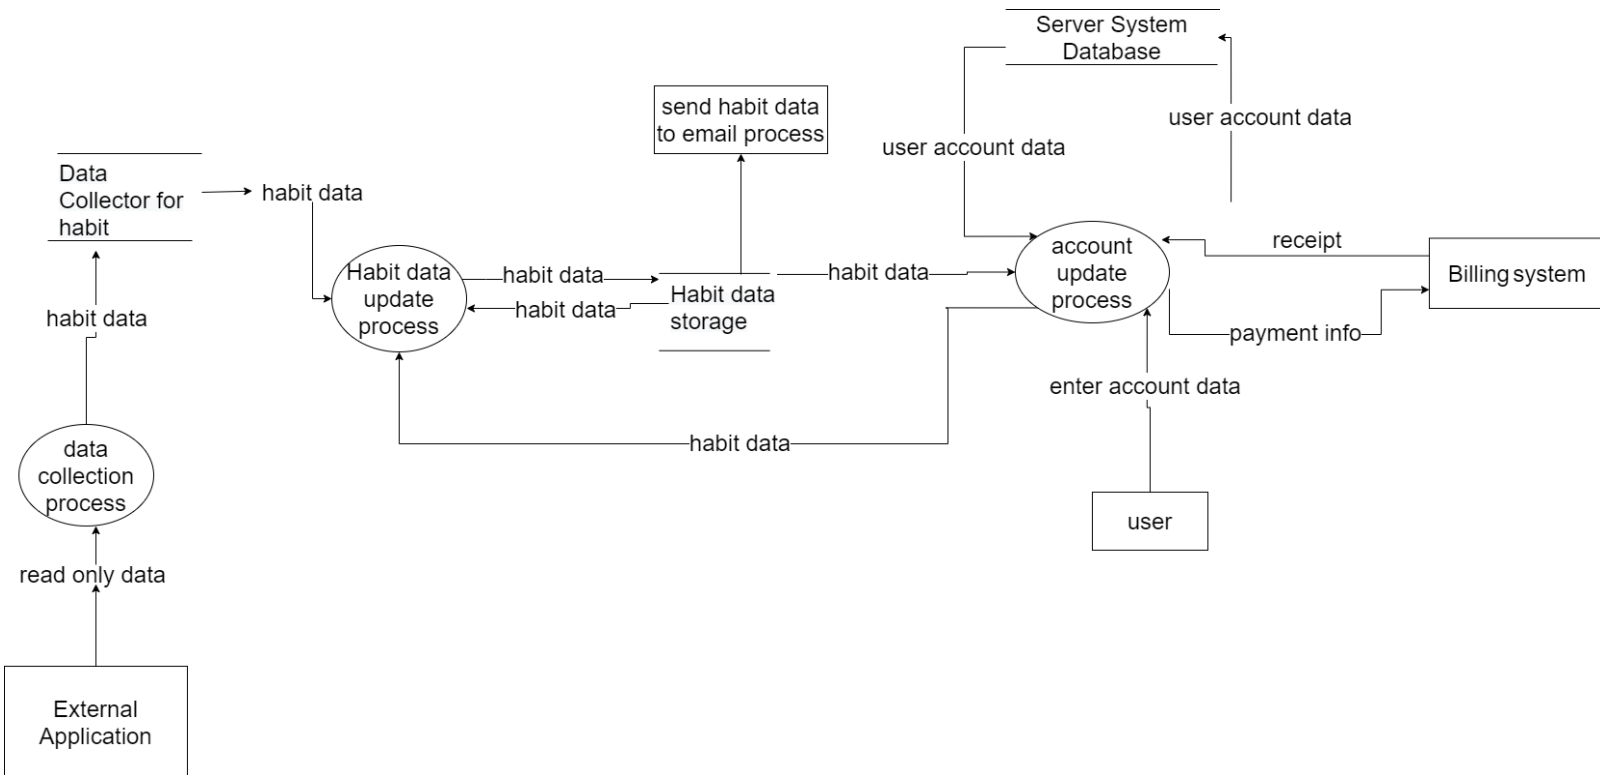 Server System
Database
user account data
user account data
send habit data
to email process
Data
Collector for
habit
habit data
habit data
Habit data
update
process
habit data
habit data
Habit data
storage
habit data
account
update
process
receipt
Billing system
payment info
enter account data
habit data
user
data
collection
process
read only data
External
Application